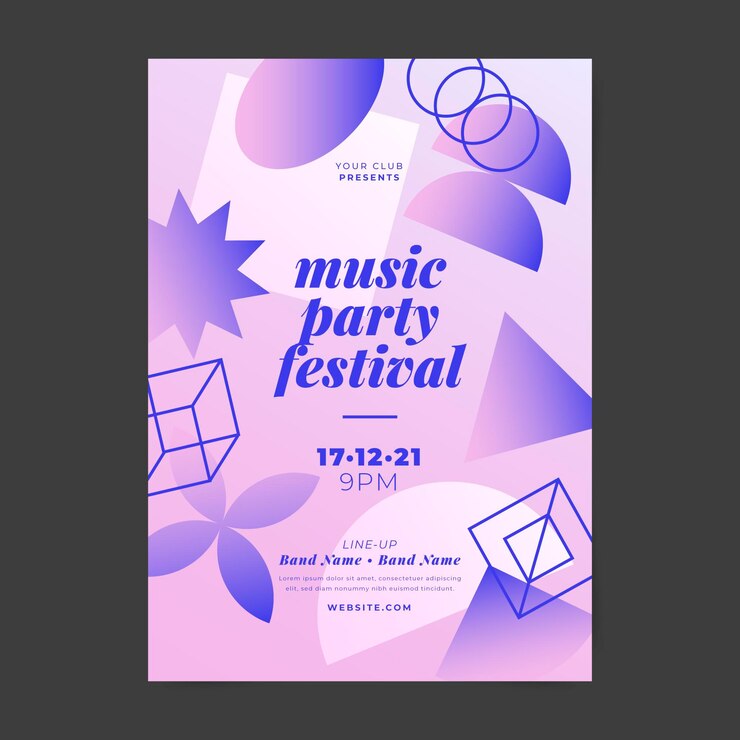 YOUR CLUB
PRESENTS
music
party
festival
17•12•21
9PM
LINE-UP
Band Name • Band Name
Lorem ipsum dolor sit amet, consectetuer adipiscing
elit, sed diam nonummy nibh euismod tincidunt.
WEBSITE.COM